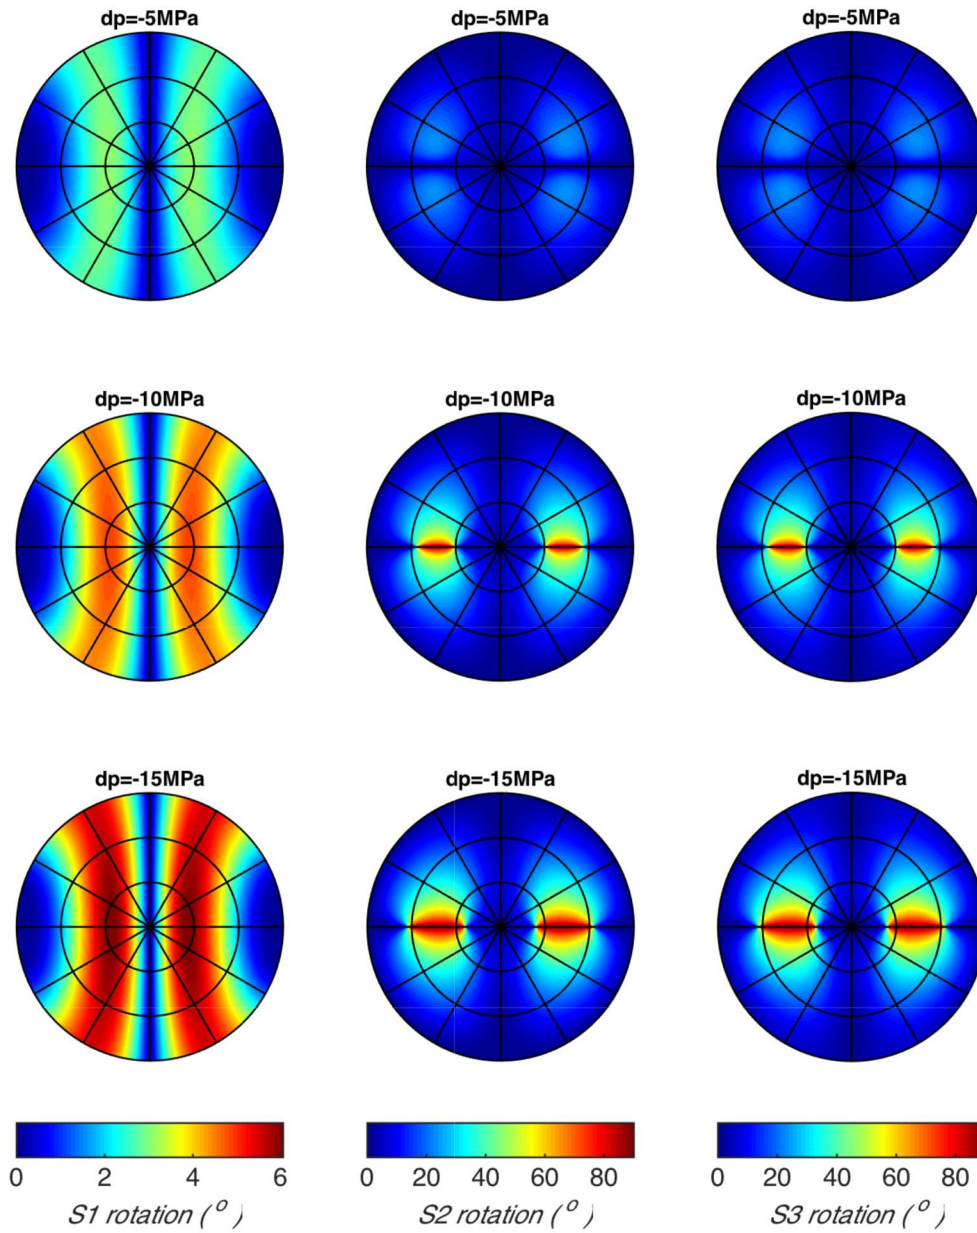 dp=-5MPa dp=-5MPa dp=-5MPa
dp=-10MPa dp=-10MPa dp=-10MPa
dp=-15MPa dp=-15MPa dp=-15MPa
0 2 4 6 0 20 40 60 80 0 20 40 60 80
S1 rotation (°) S2 rotation (°) S3 rotation (°)